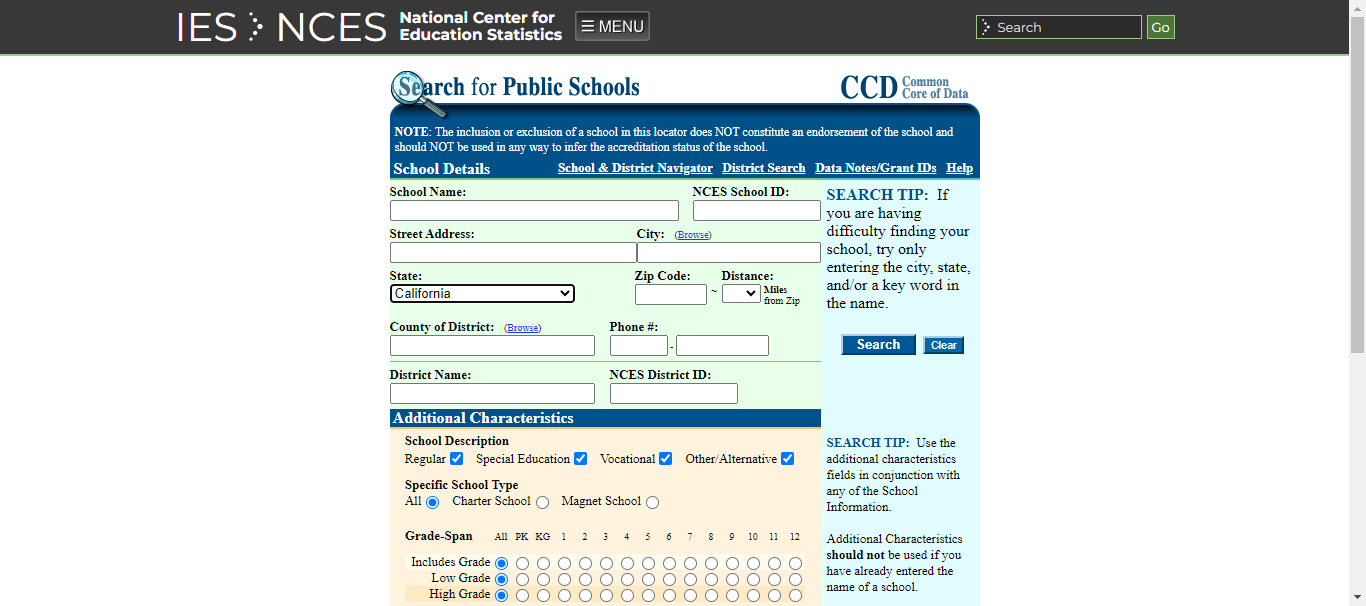 IES NCES National Center for
Education Statistics
☰ MENU
Search
Go
Search for Public Schools
CCD Common
Core of Data
NOTE: The inclusion or exclusion of a school in this locator does NOT constitute an endorsement of the school and
should NOT be used in any way to infer the accreditation status of the school.
School Details
School & District Navigator District Search Data Notes/Grant IDs Help
School Name:
NCES School ID:
Street Address:
City: (Browse)
State:
California
Zip Code:
~
Distance:
Miles
from Zip
County of District: (Browse)
Phone #:
-
District Name:
NCES District ID:
SEARCH TIP: If
you are having
difficulty finding your
school, try only
entering the city, state,
and/or a key word in
the name.
Search Clear
Additional Characteristics
School Description
Regular Special Education Vocational Other/Alternative
Specific School Type
All Charter School Magnet School
Grade-Span All PK KG 1 2 3 4 5 6 7 8 9 10 11 12
Includes Grade
Low Grade
High Grade
SEARCH TIP: Use the
additional characteristics
fields in conjunction with
any of the School
Information.
Additional Characteristics
should not be used if you
have already entered the
name of a school.